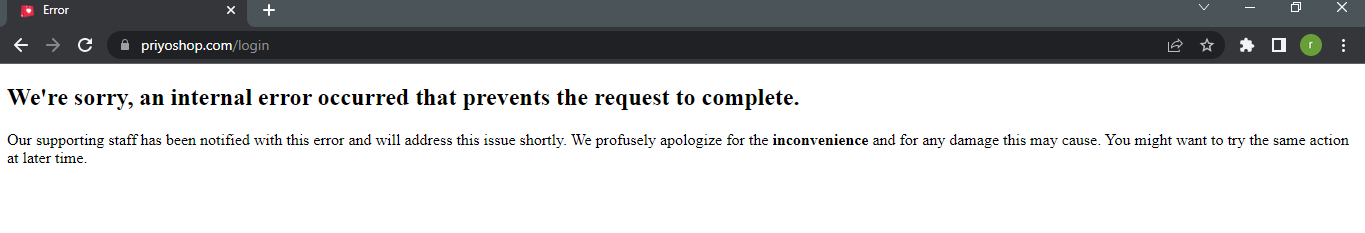 Error
priyoshop.com/login
r
We're sorry, an internal error occurred that prevents the request to complete.
Our supporting staff has been notified with this error and will address this issue shortly. We profusely apologize for the inconvenience and for any damage this may cause. You might want to try the same action
at later time.